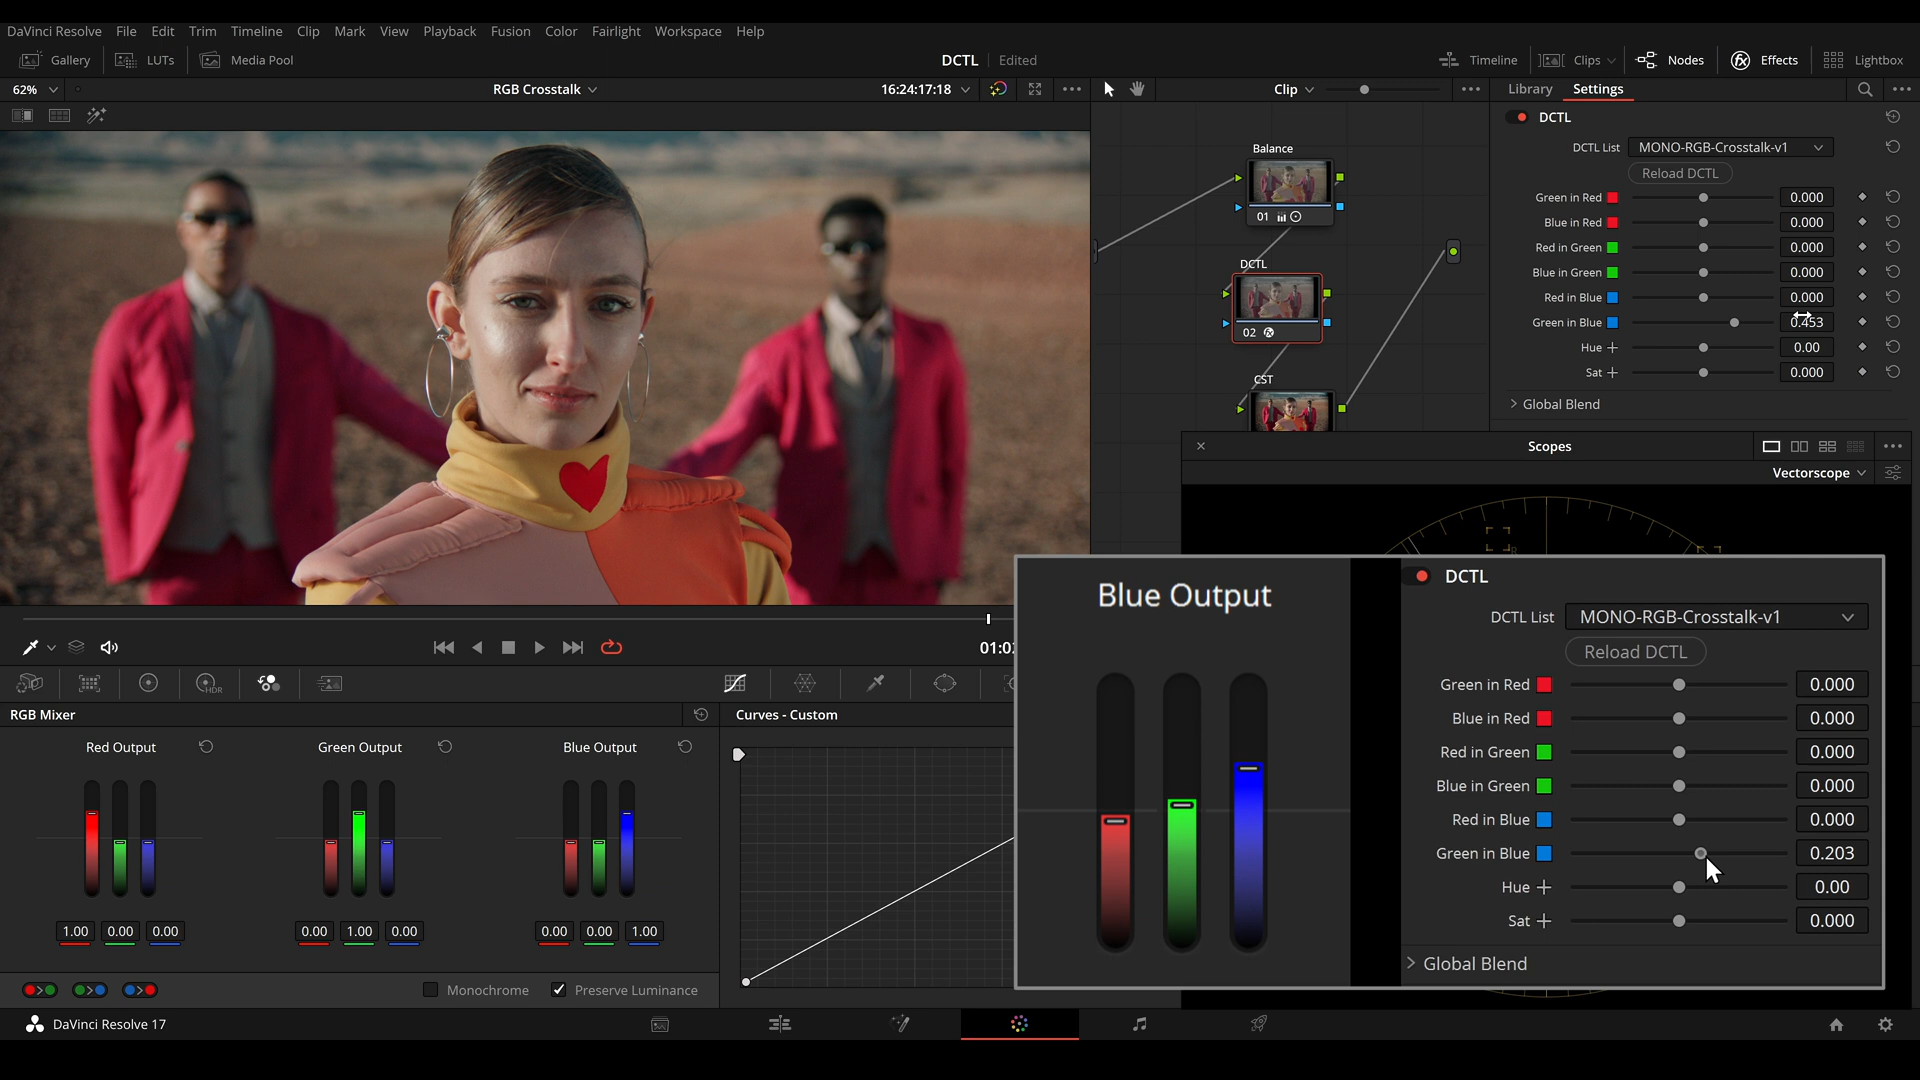 DaVinci Resolve File Edit Trim Timeline Clip Mark View Playback Fusion Color Fairlight Workspace Help
Gallery LUTs Media Pool DCTL Edited Timeline Clips Nodes Effects Lightbox
62% RGB Crosstalk 16:24:17:18 Clip Library Settings
DCTL
DCTL List MONO-RGB-Crosstalk-v1
Reload DCTL
Green in Red 0.000
Blue in Red 0.000
Red in Green 0.000
Blue in Green 0.000
Red in Blue 0.000
Green in Blue 0.453
Hue 0.00
Sat 0.000
Global Blend
Balance
01
DCTL
02
CST
Scopes
Vectorscope
R
01:02
RGB Mixer
Curves - Custom
Red Output Green Output Blue Output
1.00 0.00 0.00 0.00 1.00 0.00 0.00 0.00 1.00
Monochrome Preserve Luminance
Blue Output
DCTL
DCTL List MONO-RGB-Crosstalk-v1
Reload DCTL
Green in Red 0.000
Blue in Red 0.000
Red in Green 0.000
Blue in Green 0.000
Red in Blue 0.000
Green in Blue 0.203
Hue 0.00
Sat 0.000
Global Blend
HDR
DaVinci Resolve 17